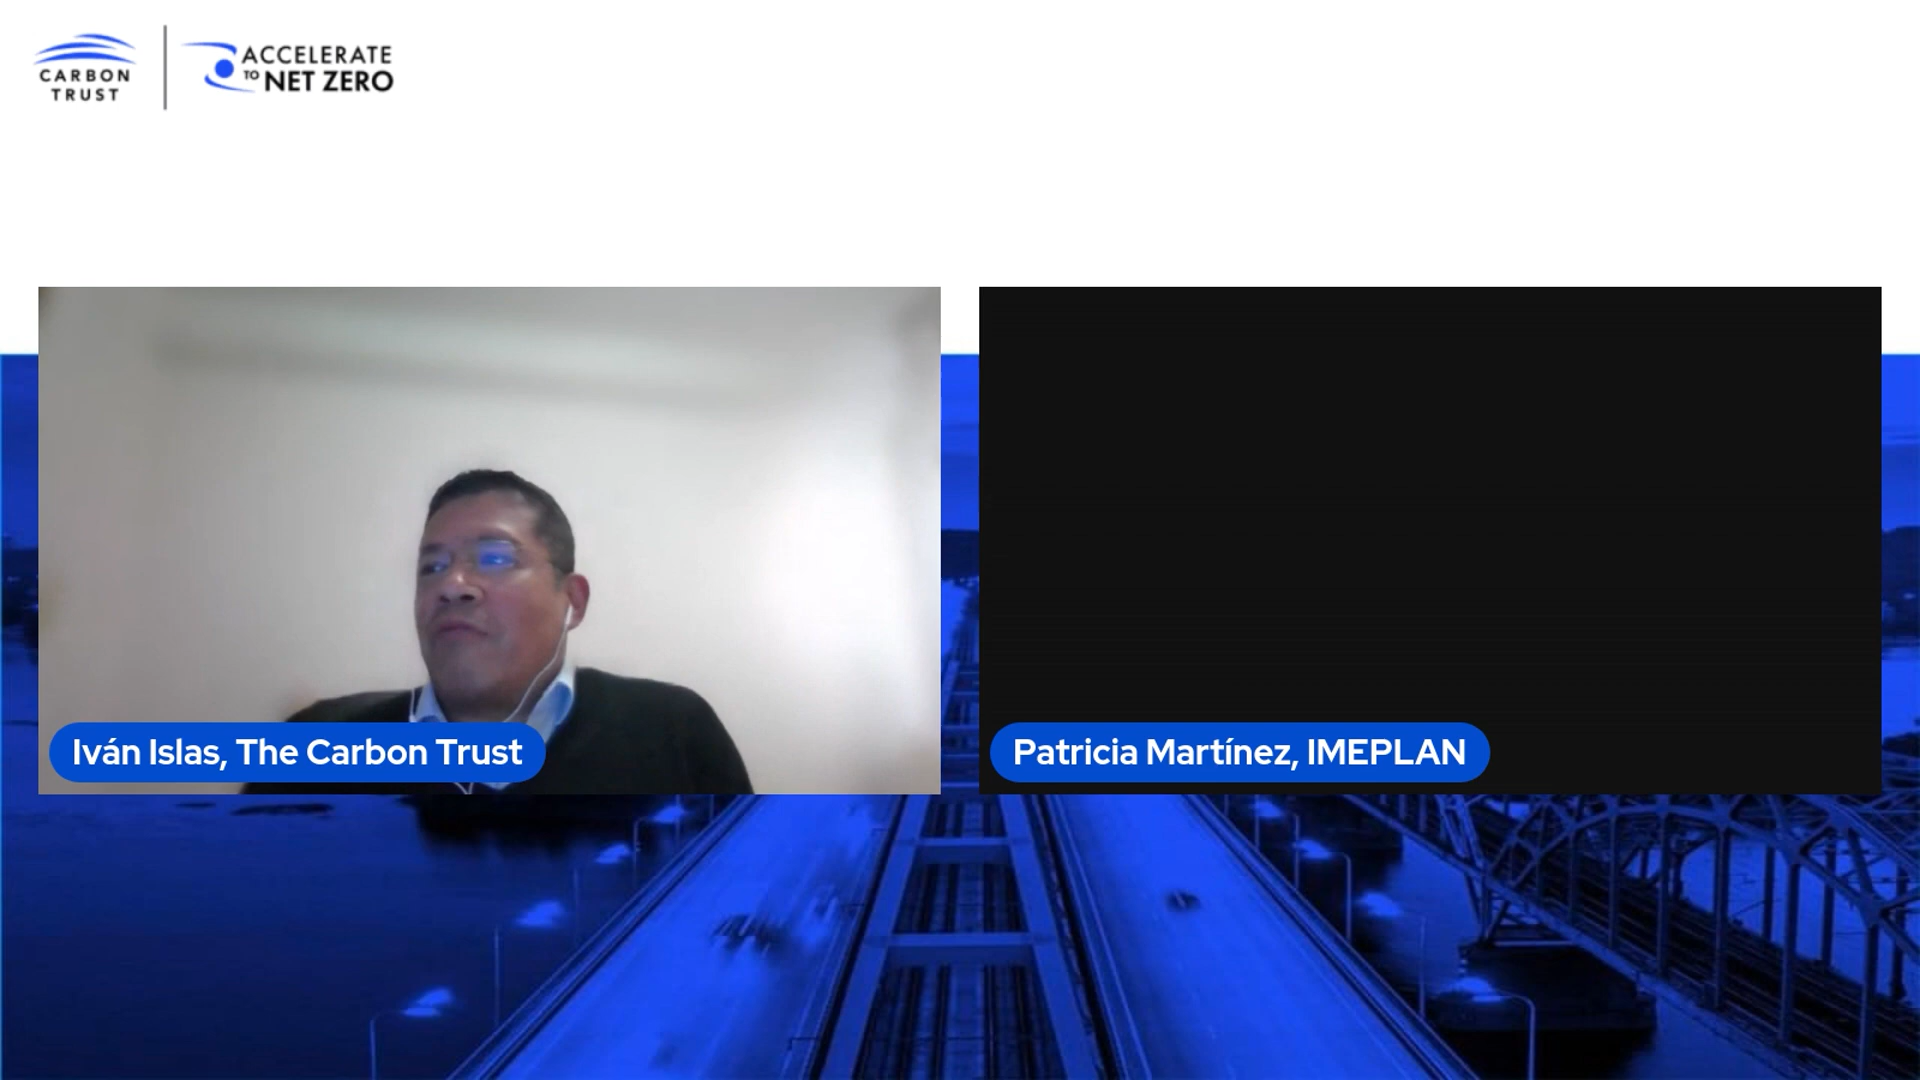 CARBON
TRUST
ACCELERATE
TO NET ZERO
Iván Islas, The Carbon Trust
Patricia Martínez, IMEPLAN